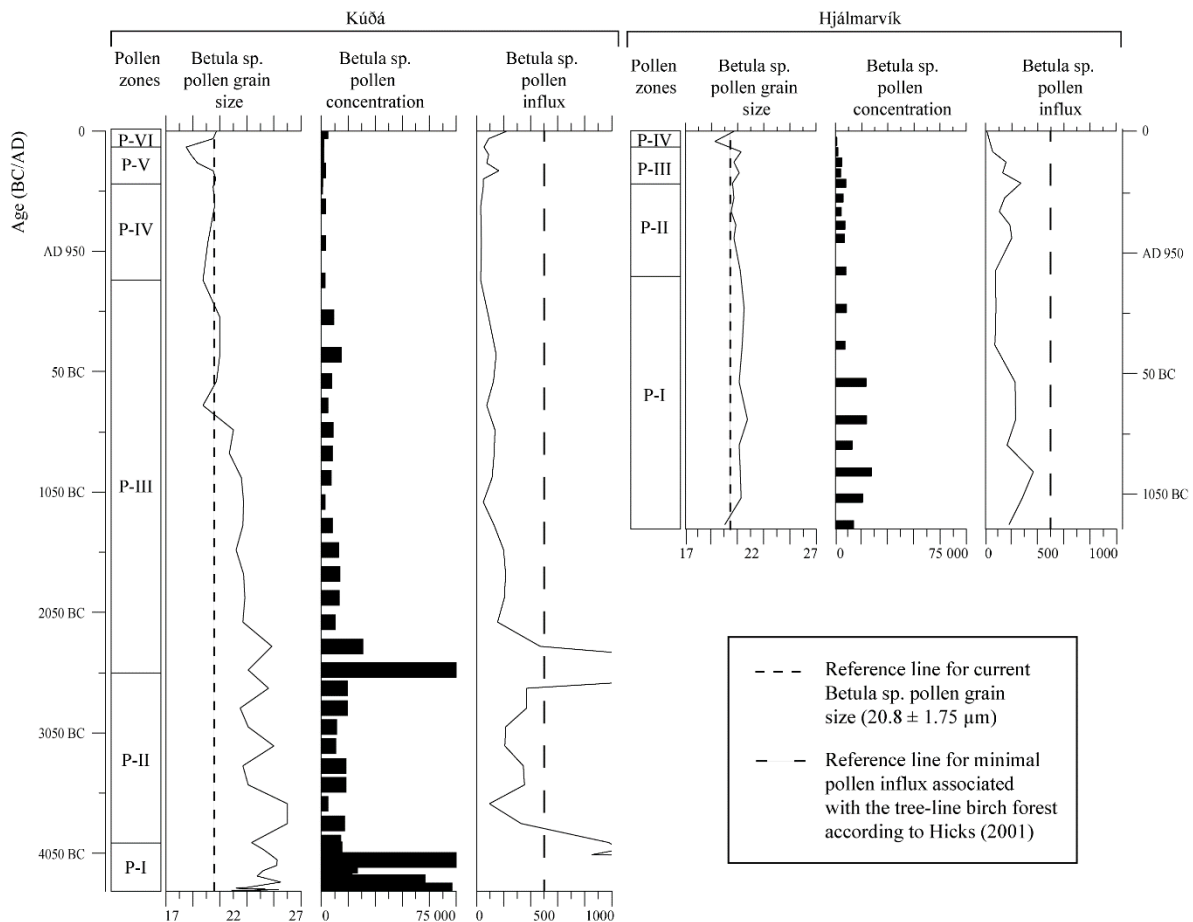 Kúðá
Hjálmarvík
Pollen
zones
Betula sp.
pollen grain
size
Betula sp.
pollen
concentration
Betula sp.
pollen
influx
Pollen
zones
Betula sp.
pollen grain
size
Betula sp.
pollen
concentration
Betula sp.
pollen
influx
Age (BC/AD)
0
AD 950
50 BC
1050 BC
2050 BC
3050 BC
4050 BC
P-VI
P-V
P-IV
P-III
P-II
P-I
17 22 27
0 75 000
0 500 1000
P-IV
P-III
P-II
P-I
0
AD 950
50 BC
1050 BC
17 22 27
0 75 000
0 500 1000
Reference line for current
Betula sp. pollen grain
size (20.8 ± 1.75 μm)
Reference line for minimal
pollen influx associated
with the tree-line birch forest
according to Hicks (2001)